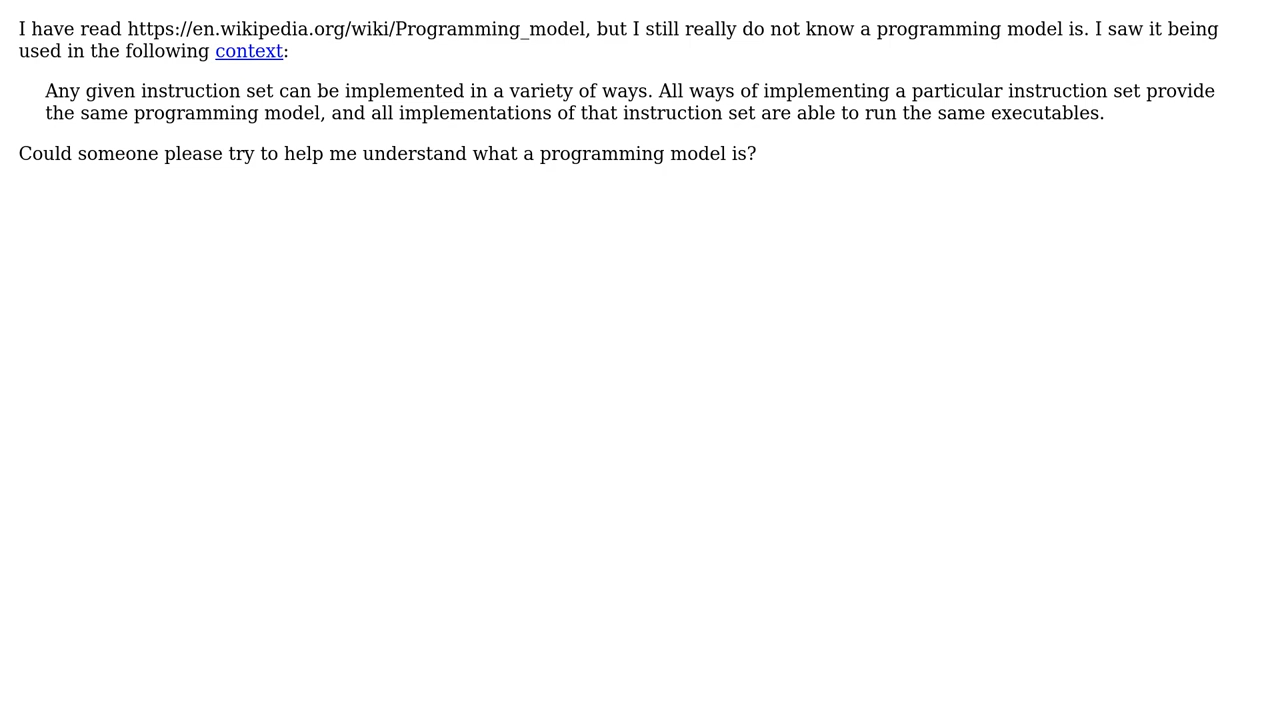 I have read https://en.wikipedia.org/wiki/Programming_model, but I still really do not know a programming model is. I saw it being
used in the following context:
Any given instruction set can be implemented in a variety of ways. All ways of implementing a particular instruction set provide
the same programming model, and all implementations of that instruction set are able to run the same executables.
Could someone please try to help me understand what a programming model is?